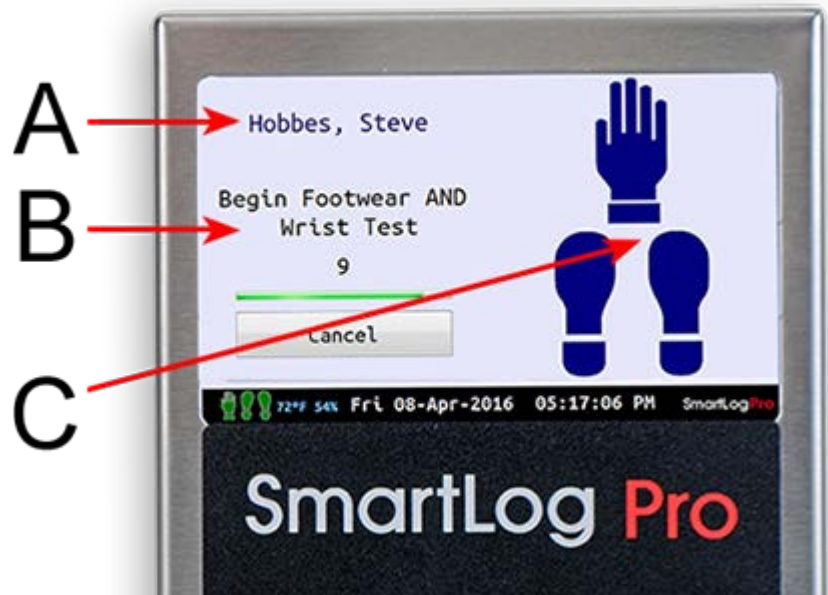 A
Hobbes, Steve
B
Begin Footwear AND
Wrist Test
9
Cancel
C
72°F 54% Fri 08-Apr-2016 05:17:06 PM SmartLogPro
SmartLog Pro